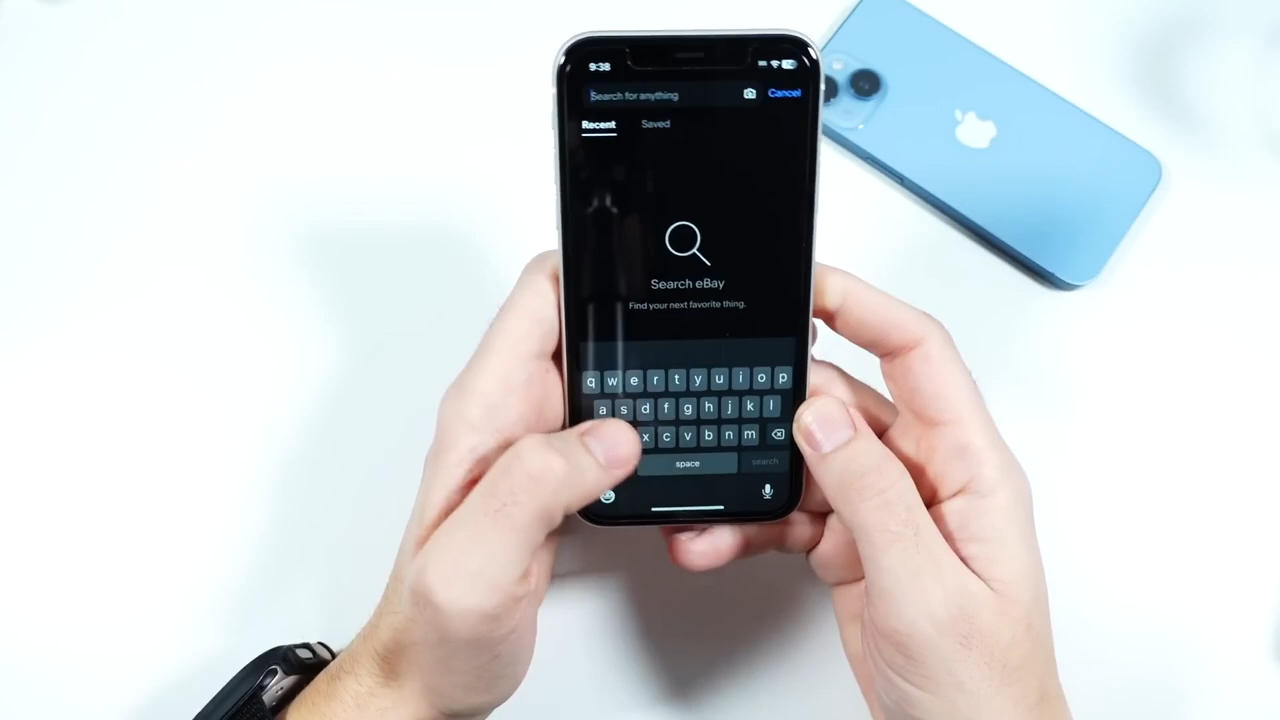 9:38
Search for anything
Cancel
Recent
Saved
Search eBay
Find your next favorite thing.
q w e r t y u i o p
a s d f g h j k l
x c v b n m
space
search